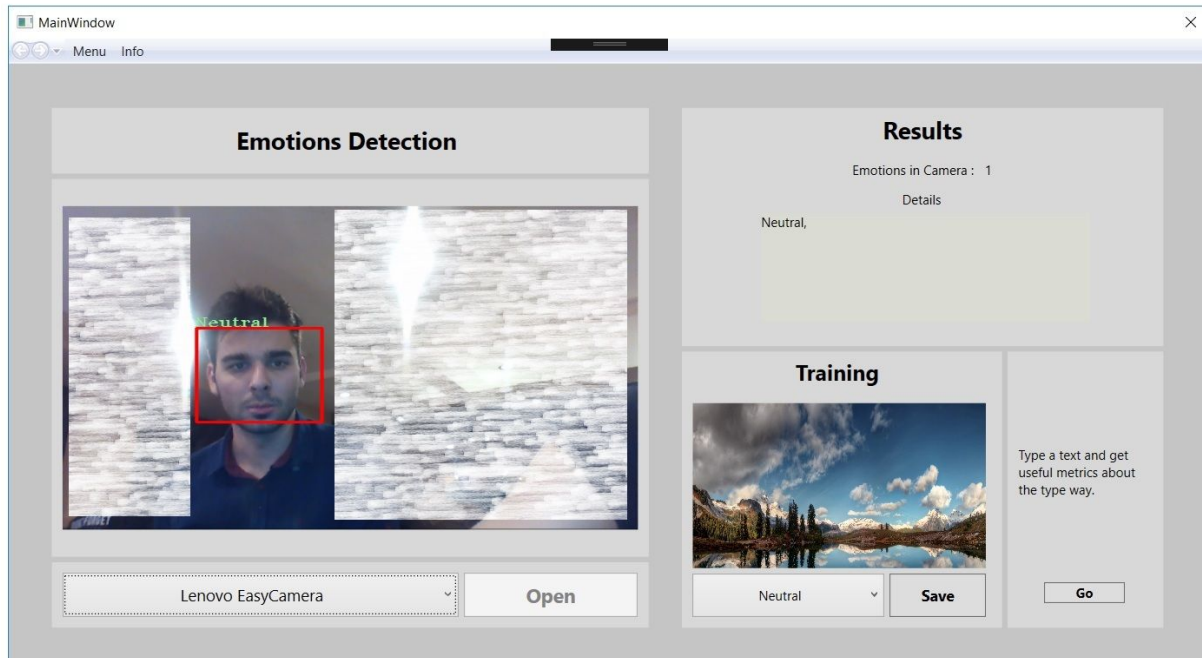 MainWindow
Menu Info
Emotions Detection
Neutral
Lenovo EasyCamera
Open
Results
Emotions in Camera : 1
Details
Neutral,
Training
Neutral
Save
Type a text and get
useful metrics about
the type way.
Go